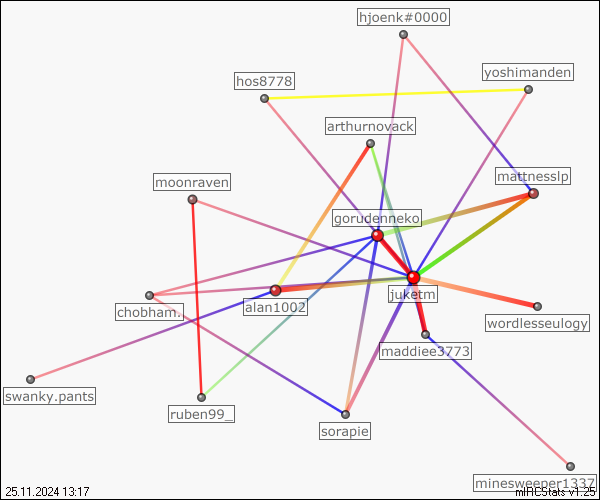 hjoenk#0000
yoshimanden
hos8778
arthurnovack
mattnesslp
moonraven
gorudenneko
juketm
alan1002
chobham.
wordlesseulogy
maddiee3773
swanky.pants
ruben99_
sorapie
minesweeper1337
25.11.2024 13:17
mIRCStats v1.25